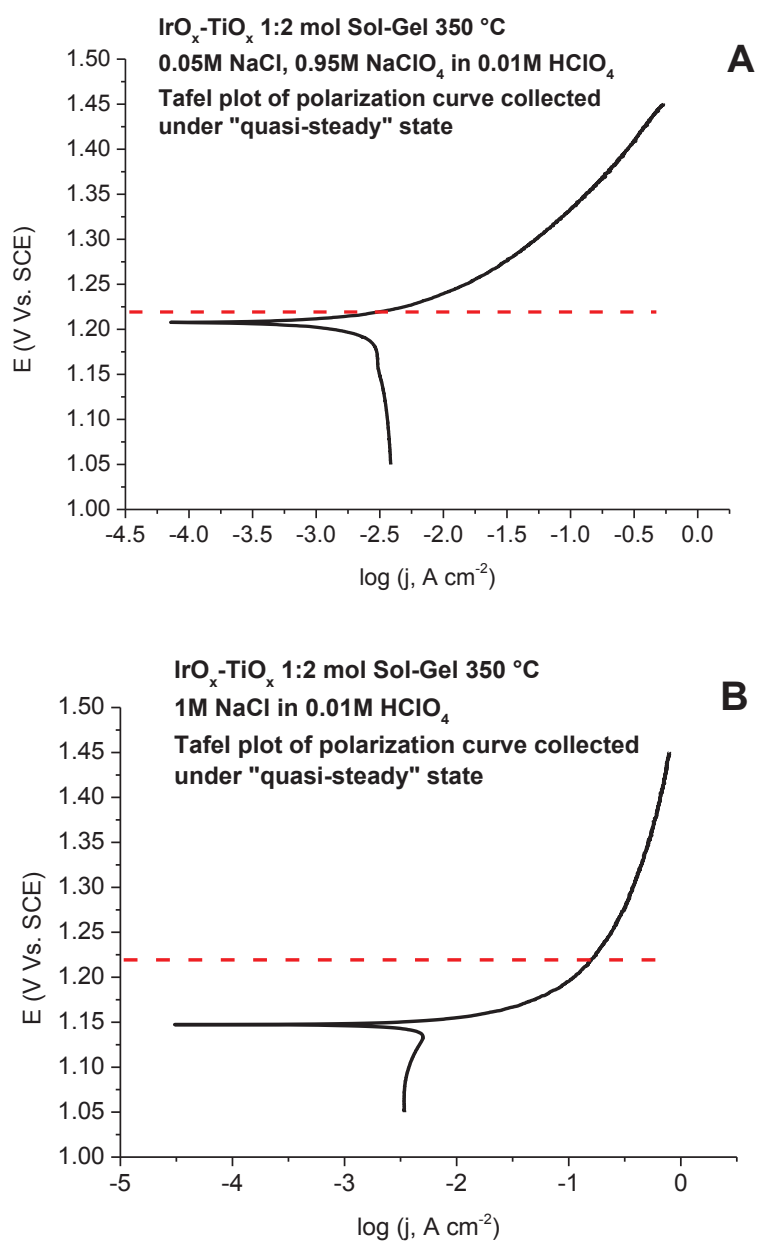 IrOₓ-TiOₓ 1:2 mol Sol-Gel 350 °C
A
0.05M NaCl, 0.95M NaClO₄ in 0.01M HClO₄
Tafel plot of polarization curve collected
under "quasi-steady" state
1.50
1.45
1.40
1.35
1.30
1.25
1.20
1.15
1.10
1.05
1.00
E (V Vs. SCE)
-4.5 -4.0 -3.5 -3.0 -2.5 -2.0 -1.5 -1.0 -0.5 0.0
log (j, A cm⁻²)
IrOₓ-TiOₓ 1:2 mol Sol-Gel 350 °C
B
1M NaCl in 0.01M HClO₄
Tafel plot of polarization curve collected
under "quasi-steady" state
1.50
1.45
1.40
1.35
1.30
1.25
1.20
1.15
1.10
1.05
1.00
E (V Vs. SCE)
-5 -4 -3 -2 -1 0
log (j, A cm⁻²)